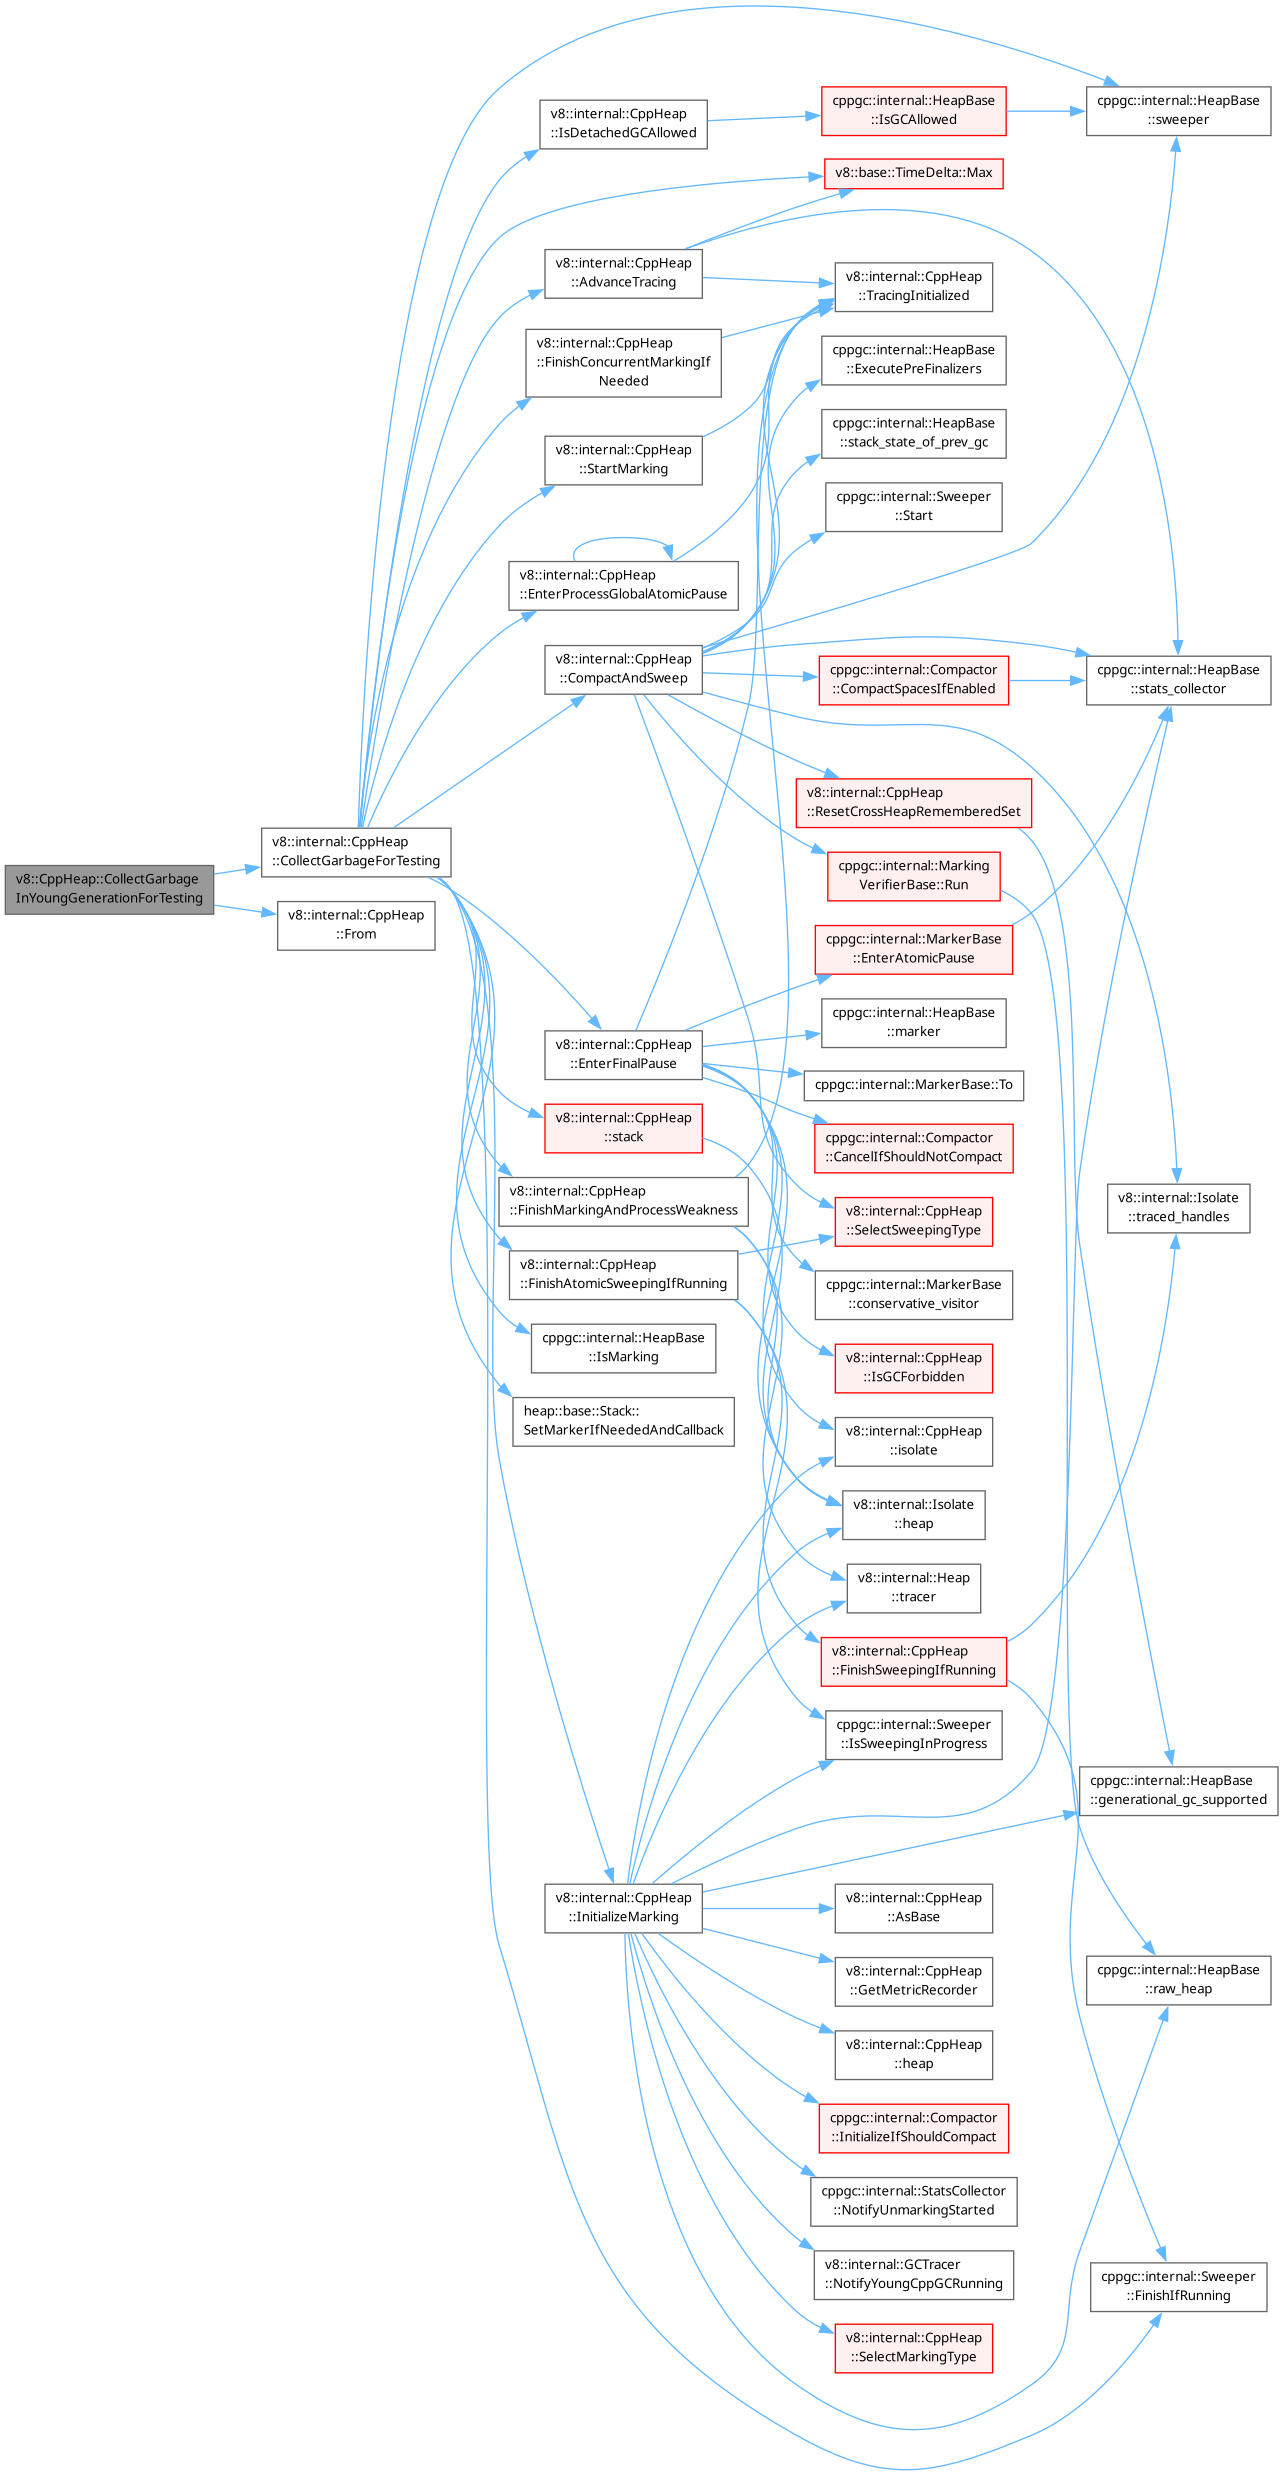 v8::CppHeap::CollectGarbage
InYoungGenerationForTesting
v8::internal::CppHeap
::CollectGarbageForTesting
v8::internal::CppHeap
::From
v8::internal::CppHeap
::IsDetachedGCAllowed
v8::internal::CppHeap
::AdvanceTracing
v8::internal::CppHeap
::FinishConcurrentMarkingIf
Needed
v8::internal::CppHeap
::StartMarking
v8::internal::CppHeap
::EnterProcessGlobalAtomicPause
v8::internal::CppHeap
::CompactAndSweep
v8::internal::CppHeap
::EnterFinalPause
v8::internal::CppHeap
::stack
v8::internal::CppHeap
::FinishMarkingAndProcessWeakness
v8::internal::CppHeap
::FinishAtomicSweepingIfRunning
cppgc::internal::HeapBase
::IsMarking
heap::base::Stack::
SetMarkerIfNeededAndCallback
v8::internal::CppHeap
::InitializeMarking
cppgc::internal::HeapBase
::IsGCAllowed
v8::base::TimeDelta::Max
v8::internal::CppHeap
::TracingInitialized
cppgc::internal::HeapBase
::ExecutePreFinalizers
cppgc::internal::HeapBase
::stack_state_of_prev_gc
cppgc::internal::Sweeper
::Start
cppgc::internal::Compactor
::CompactSpacesIfEnabled
v8::internal::CppHeap
::ResetCrossHeapRememberedSet
cppgc::internal::Marking
VerifierBase::Run
cppgc::internal::MarkerBase
::EnterAtomicPause
cppgc::internal::HeapBase
::marker
cppgc::internal::MarkerBase::To
cppgc::internal::Compactor
::CancelIfShouldNotCompact
v8::internal::CppHeap
::SelectSweepingType
cppgc::internal::MarkerBase
::conservative_visitor
v8::internal::CppHeap
::IsGCForbidden
v8::internal::CppHeap
::isolate
v8::internal::Isolate
::heap
v8::internal::Heap
::tracer
v8::internal::CppHeap
::FinishSweepingIfRunning
cppgc::internal::Sweeper
::IsSweepingInProgress
v8::internal::CppHeap
::AsBase
v8::internal::CppHeap
::GetMetricRecorder
v8::internal::CppHeap
::heap
cppgc::internal::Compactor
::InitializeIfShouldCompact
cppgc::internal::StatsCollector
::NotifyUnmarkingStarted
v8::internal::GCTracer
::NotifyYoungCppGCRunning
v8::internal::CppHeap
::SelectMarkingType
cppgc::internal::HeapBase
::sweeper
cppgc::internal::HeapBase
::stats_collector
v8::internal::Isolate
::traced_handles
cppgc::internal::HeapBase
::generational_gc_supported
cppgc::internal::HeapBase
::raw_heap
cppgc::internal::Sweeper
::FinishIfRunning